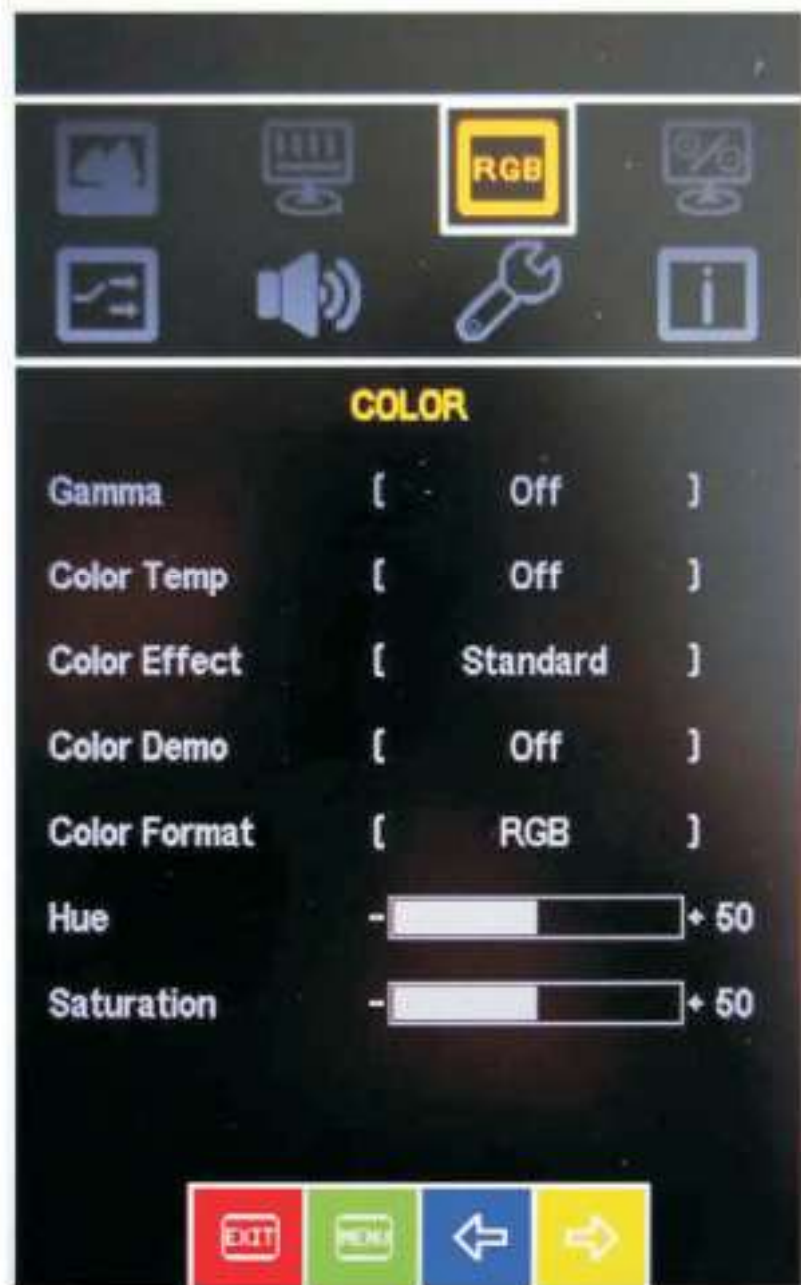 RGB
i
COLOR
Gamma [ Off ]
Color Temp [ Off ]
Color Effect [ Standard ]
Color Demo [ Off ]
Color Format [ RGB ]
Hue - + 50
Saturation - + 50
EXIT MENU